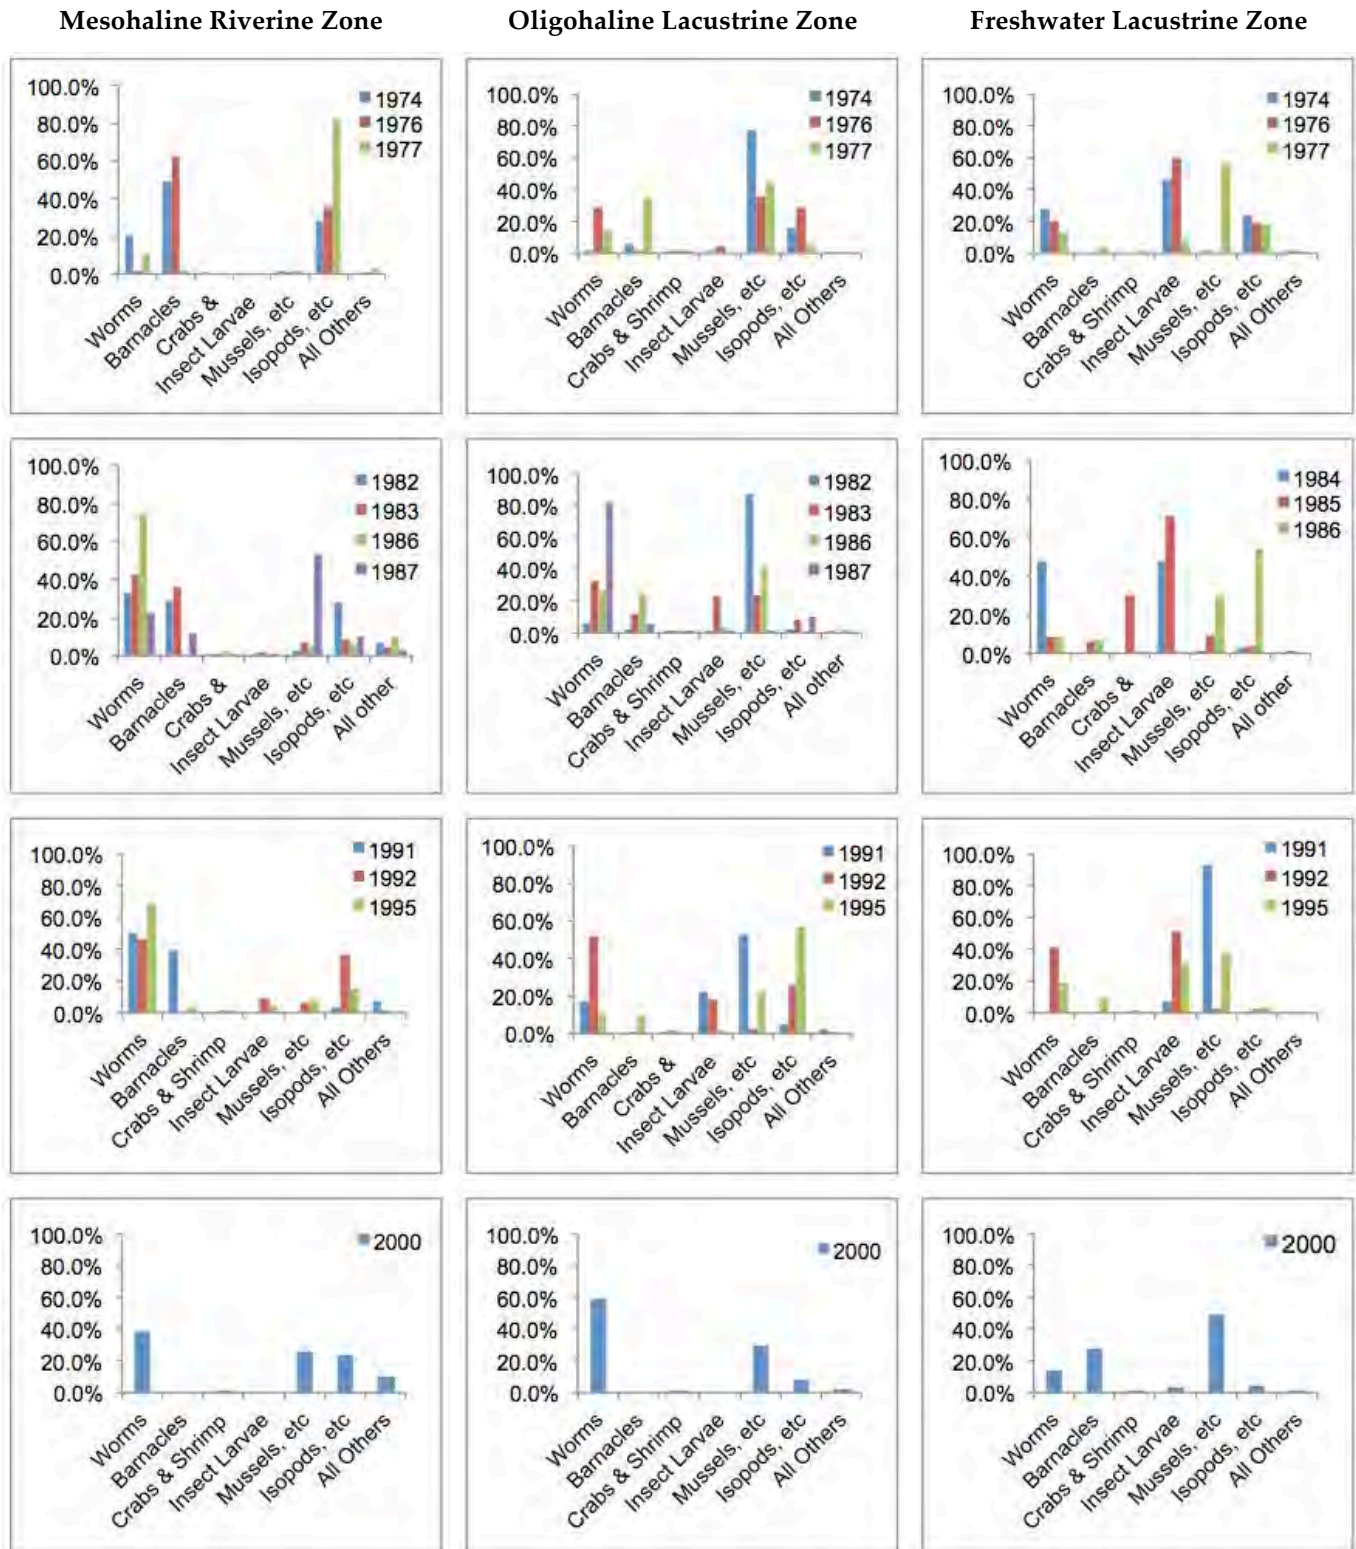 Mesohaline Riverine Zone
Oligohaline Lacustrine Zone
Freshwater Lacustrine Zone
100.0%
80.0%
60.0%
40.0%
20.0%
0.0%
1974
1976
1977
Worms
Barnacles
Crabs &
Insect Larvae
Mussels, etc
Isopods, etc
All Others
100.0%
80.0%
60.0%
40.0%
20.0%
0.0%
1974
1976
1977
Worms
Barnacles
Crabs & Shrimp
Insect Larvae
Mussels, etc
Isopods, etc
All Others
100.0%
80.0%
60.0%
40.0%
20.0%
0.0%
1974
1976
1977
Worms
Barnacles
Crabs & Shrimp
Insect Larvae
Mussels, etc
Isopods, etc
All Others
100.0%
80.0%
60.0%
40.0%
20.0%
0.0%
1982
1983
1986
1987
Worms
Barnacles
Crabs &
Insect Larvae
Mussels, etc
Isopods, etc
All other
100.0%
80.0%
60.0%
40.0%
20.0%
0.0%
1982
1983
1986
1987
Worms
Barnacles
Crabs & Shrimp
Insect Larvae
Mussels, etc
Isopods, etc
All other
100.0%
80.0%
60.0%
40.0%
20.0%
0.0%
1984
1985
1986
Worms
Barnacles
Crabs &
Insect Larvae
Mussels, etc
Isopods, etc
All other
100.0%
80.0%
60.0%
40.0%
20.0%
0.0%
1991
1992
1995
Worms
Barnacles
Crabs & Shrimp
Insect Larvae
Mussels, etc
Isopods, etc
All Others
100.0%
80.0%
60.0%
40.0%
20.0%
0.0%
1991
1992
1995
Worms
Barnacles
Crabs &
Insect Larvae
Mussels, etc
Isopods, etc
All Others
100.0%
80.0%
60.0%
40.0%
20.0%
0.0%
1991
1992
1995
Worms
Barnacles
Crabs & Shrimp
Insect Larvae
Mussels, etc
Isopods, etc
All Others
100.0%
80.0%
60.0%
40.0%
20.0%
0.0%
2000
Worms
Barnacles
Crabs & Shrimp
Insect Larvae
Mussels, etc
Isopods, etc
All Others
100.0%
80.0%
60.0%
40.0%
20.0%
0.0%
2000
Worms
Barnacles
Crabs & Shrimp
Insect Larvae
Mussels, etc
Isopods, etc
All Others
100.0%
80.0%
60.0%
40.0%
20.0%
0.0%
2000
Worms
Barnacles
Crabs & Shrimp
Insect Larvae
Mussels, etc
Isopods, etc
All Others